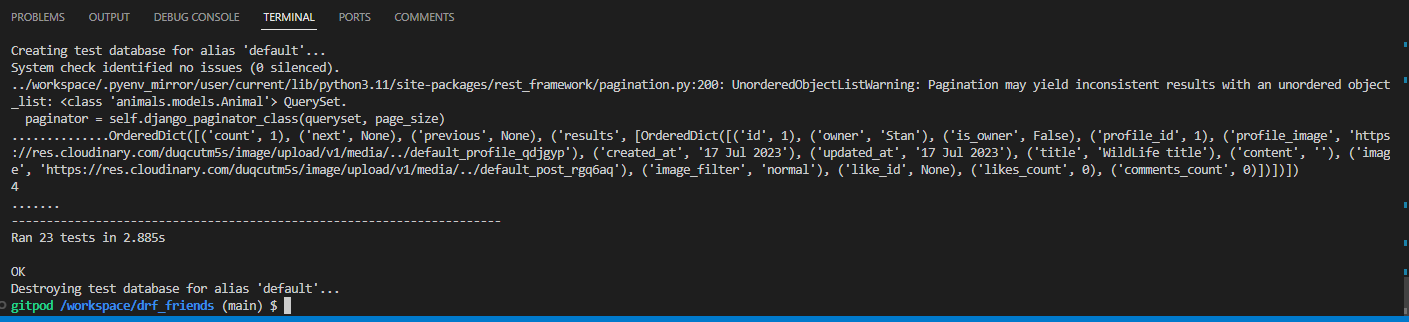 PROBLEMS OUTPUT DEBUG CONSOLE TERMINAL PORTS COMMENTS
Creating test database for alias 'default'...
System check identified no issues (0 silenced).
../workspace/.pyenv_mirror/user/current/lib/python3.11/site-packages/rest_framework/pagination.py:200: UnorderedObjectListWarning: Pagination may yield inconsistent results with an unordered object
_list: <class 'animals.models.Animal'> QuerySet.
  paginator = self.django_paginator_class(queryset, page_size)
..............OrderedDict([('count', 1), ('next', None), ('previous', None), ('results', [OrderedDict([('id', 1), ('owner', 'Stan'), ('is_owner', False), ('profile_id', 1), ('profile_image', 'https
://res.cloudinary.com/duqcutm5s/image/upload/v1/media/../default_profile_qdjgyp'), ('created_at', '17 Jul 2023'), ('updated_at', '17 Jul 2023'), ('title', 'WildLife title'), ('content', ''), ('imag
e', 'https://res.cloudinary.com/duqcutm5s/image/upload/v1/media/../default_post_rgq6aq'), ('image_filter', 'normal'), ('like_id', None), ('likes_count', 0), ('comments_count', 0)])])])
4
.......
----------------------------------------------------------------------
Ran 23 tests in 2.885s
OK
Destroying test database for alias 'default'...
gitpod /workspace/drf_friends (main) $